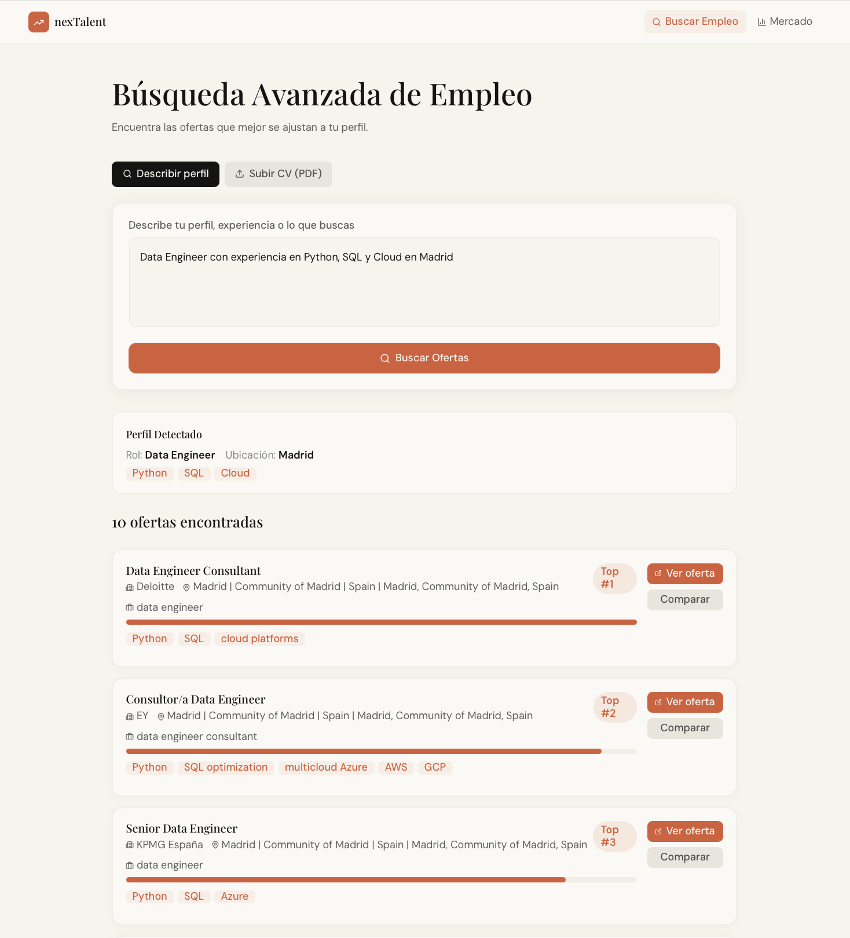 nexTalent
Buscar Empleo
Mercado
Búsqueda Avanzada de Empleo
Encuentra las ofertas que mejor se ajustan a tu perfil.
Describir perfil
Subir CV (PDF)
Describe tu perfil, experiencia o lo que buscas
Data Engineer con experiencia en Python, SQL y Cloud en Madrid
Buscar Ofertas
Perfil Detectado
Rol: Data Engineer Ubicación: Madrid
Python SQL Cloud
10 ofertas encontradas
Data Engineer Consultant
Deloitte Madrid | Community of Madrid | Spain | Madrid, Community of Madrid, Spain
data engineer
Top
#1
Ver oferta
Comparar
Python SQL cloud platforms
Consultor/a Data Engineer
EY Madrid | Community of Madrid | Spain | Madrid, Community of Madrid, Spain
data engineer consultant
Top
#2
Ver oferta
Comparar
Python SQL optimization multicloud Azure AWS GCP
Senior Data Engineer
KPMG España Madrid | Community of Madrid | Spain | Madrid, Community of Madrid, Spain
data engineer
Top
#3
Ver oferta
Comparar
Python SQL Azure